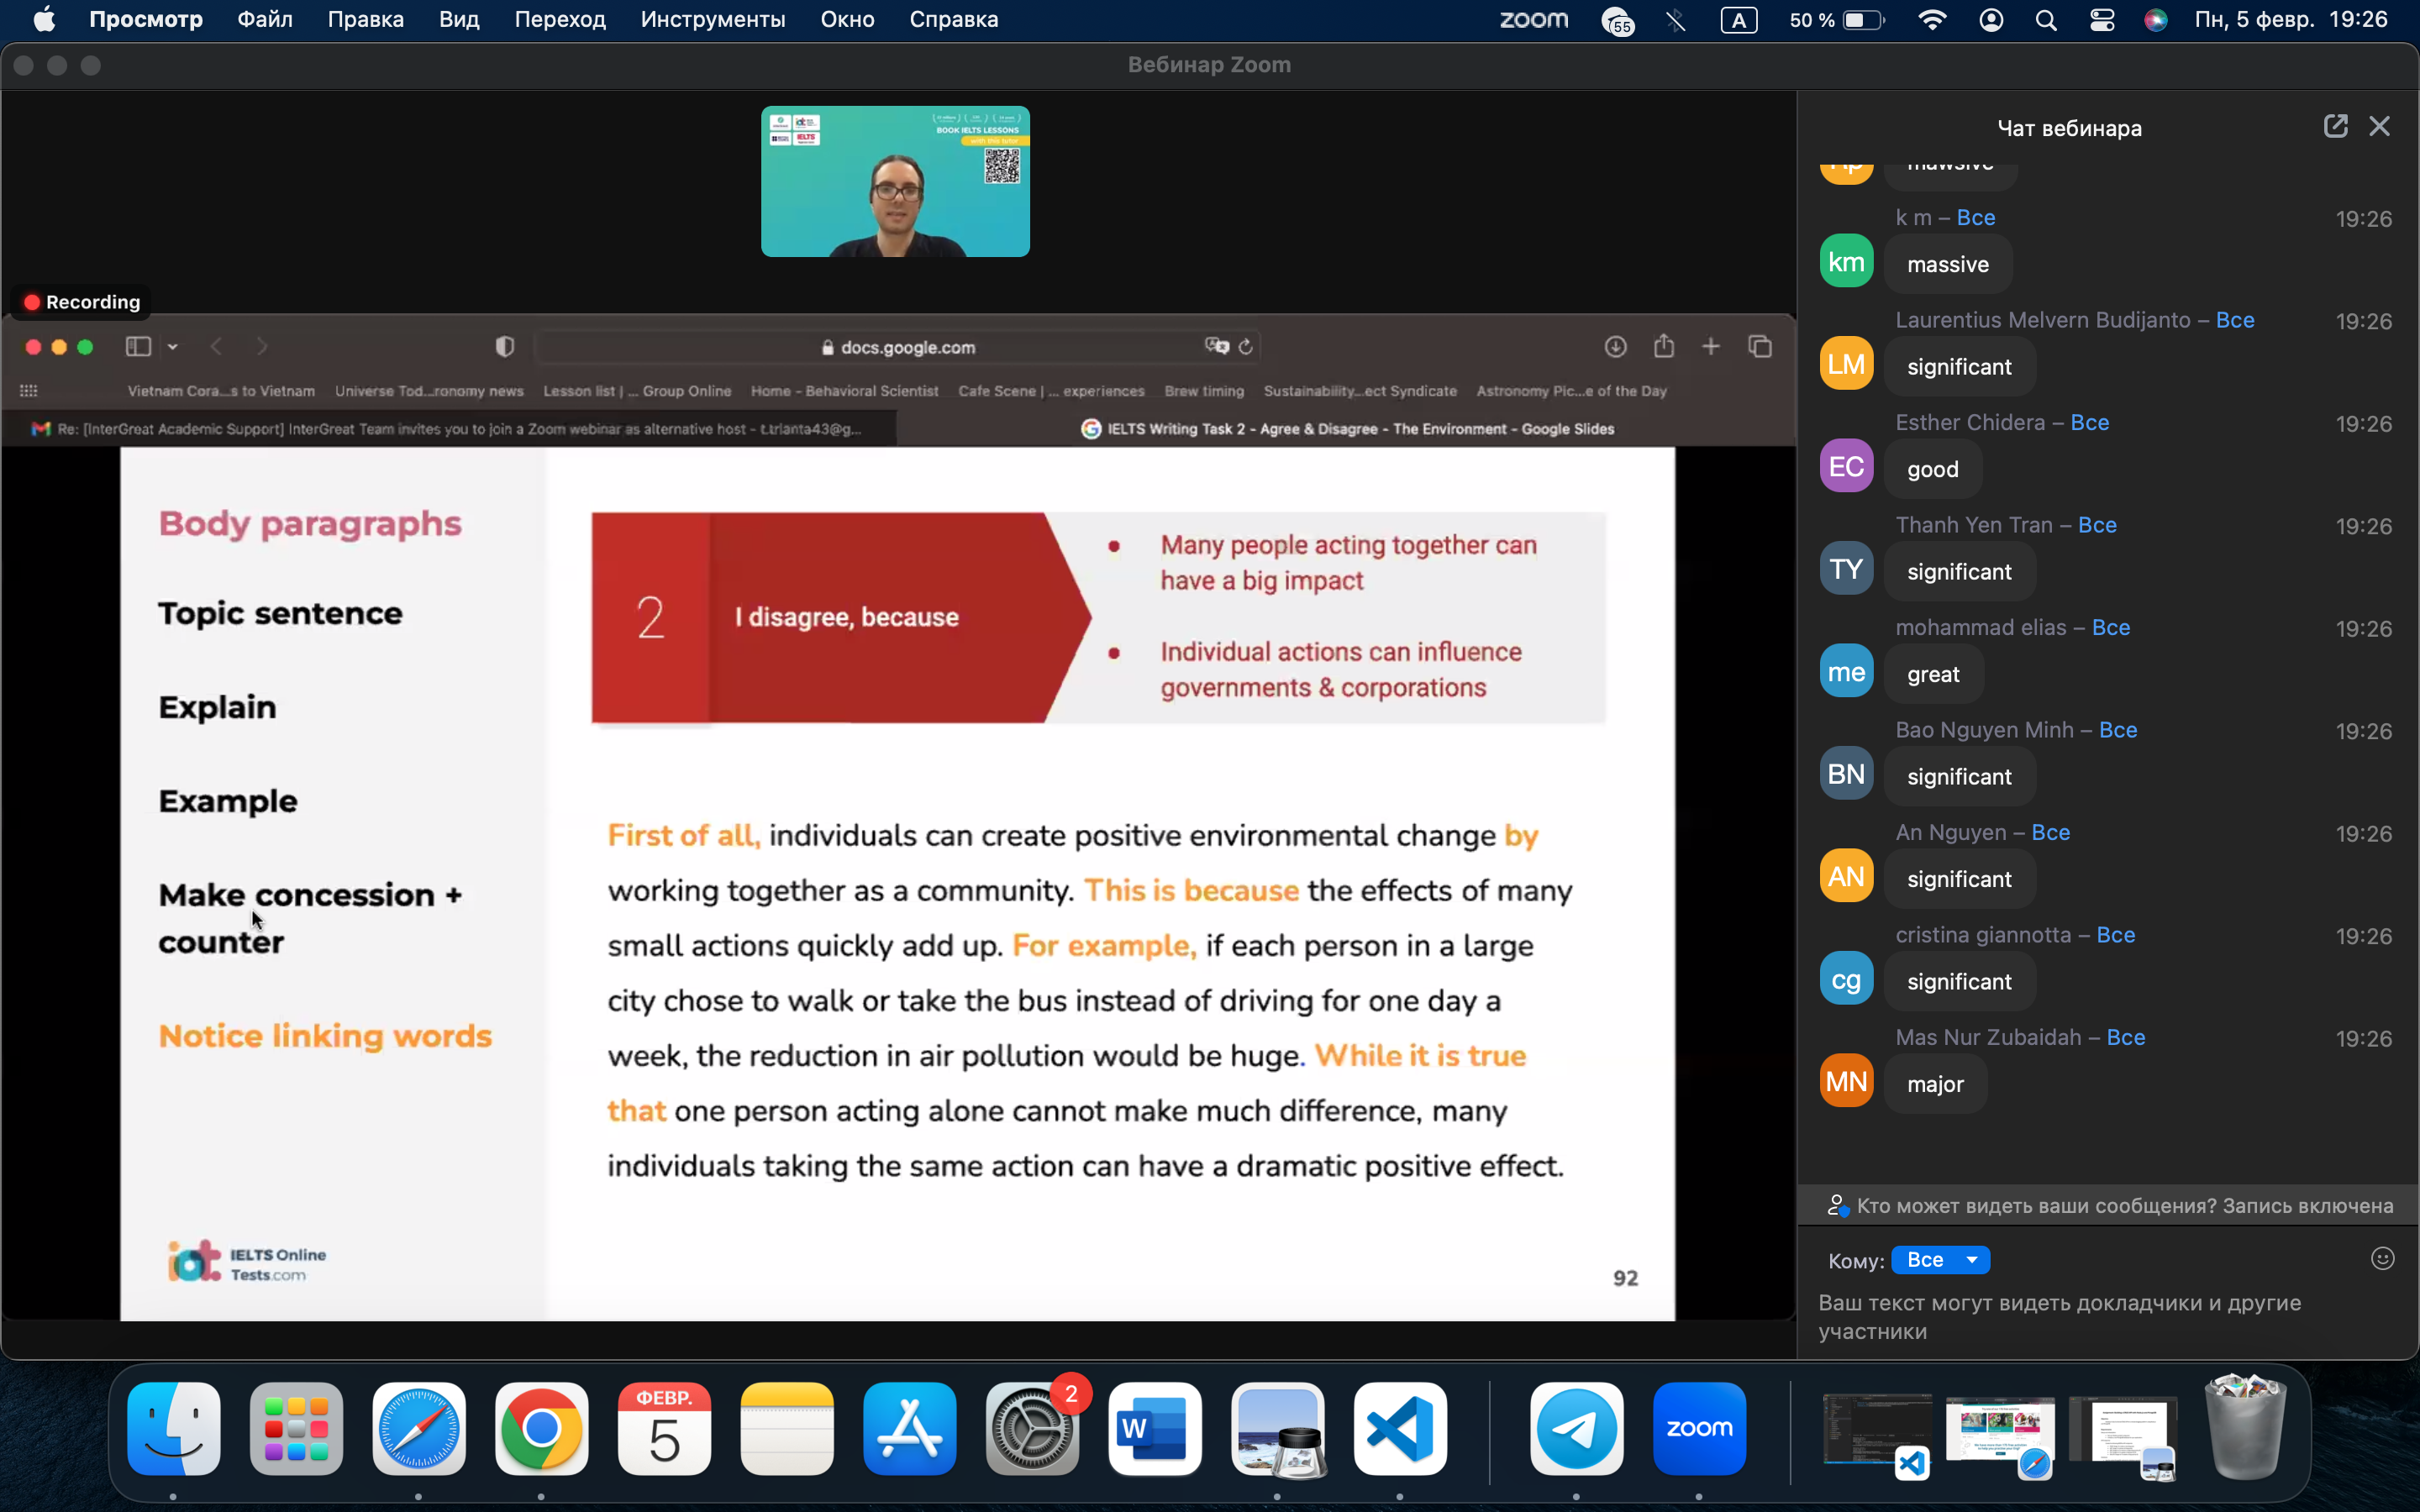 Просмотр Файл Правка Вид Переход Инструменты Окно Справка
zoom 55 A 50 % Пн, 5 февр. 19:26
Вебинар Zoom
BOOK IELTS LESSONS
with this tutor
IELTS
Recording
docs.google.com
Vietnam Cora...s to Vietnam Universe Tod...ronomy news Lesson list | ... Group Online Home - Behavioral Scientist Cafe Scene | ... experiences Brew timing Sustainability...ect Syndicate Astronomy Pic...e of the Day
Re: [InterGreat Academic Support] InterGreat Team invites you to join a Zoom webinar as alternative host - t.trianta43@g...
IELTS Writing Task 2 - Agree & Disagree - The Environment - Google Slides
Body paragraphs
Topic sentence
Explain
Example
Make concession +
counter
Notice linking words
iot IELTS Online
Tests.com
2
I disagree, because
• Many people acting together can
have a big impact
• Individual actions can influence
governments & corporations
First of all, individuals can create positive environmental change by
working together as a community. This is because the effects of many
small actions quickly add up. For example, if each person in a large
city chose to walk or take the bus instead of driving for one day a
week, the reduction in air pollution would be huge. While it is true
that one person acting alone cannot make much difference, many
individuals taking the same action can have a dramatic positive effect.
92
Чат вебинара
k m – Все 19:26
km massive
Laurentius Melvern Budijanto – Все 19:26
LM significant
Esther Chidera – Все 19:26
EC good
Thanh Yen Tran – Все 19:26
TY significant
mohammad elias – Все 19:26
me great
Bao Nguyen Minh – Все 19:26
BN significant
An Nguyen – Все 19:26
AN significant
cristina giannotta – Все 19:26
cg significant
Mas Nur Zubaidah – Все 19:26
MN major
Кто может видеть ваши сообщения? Запись включена
Кому: Все
Ваш текст могут видеть докладчики и другие
участники
ФЕВР.
5
2
W
zoom